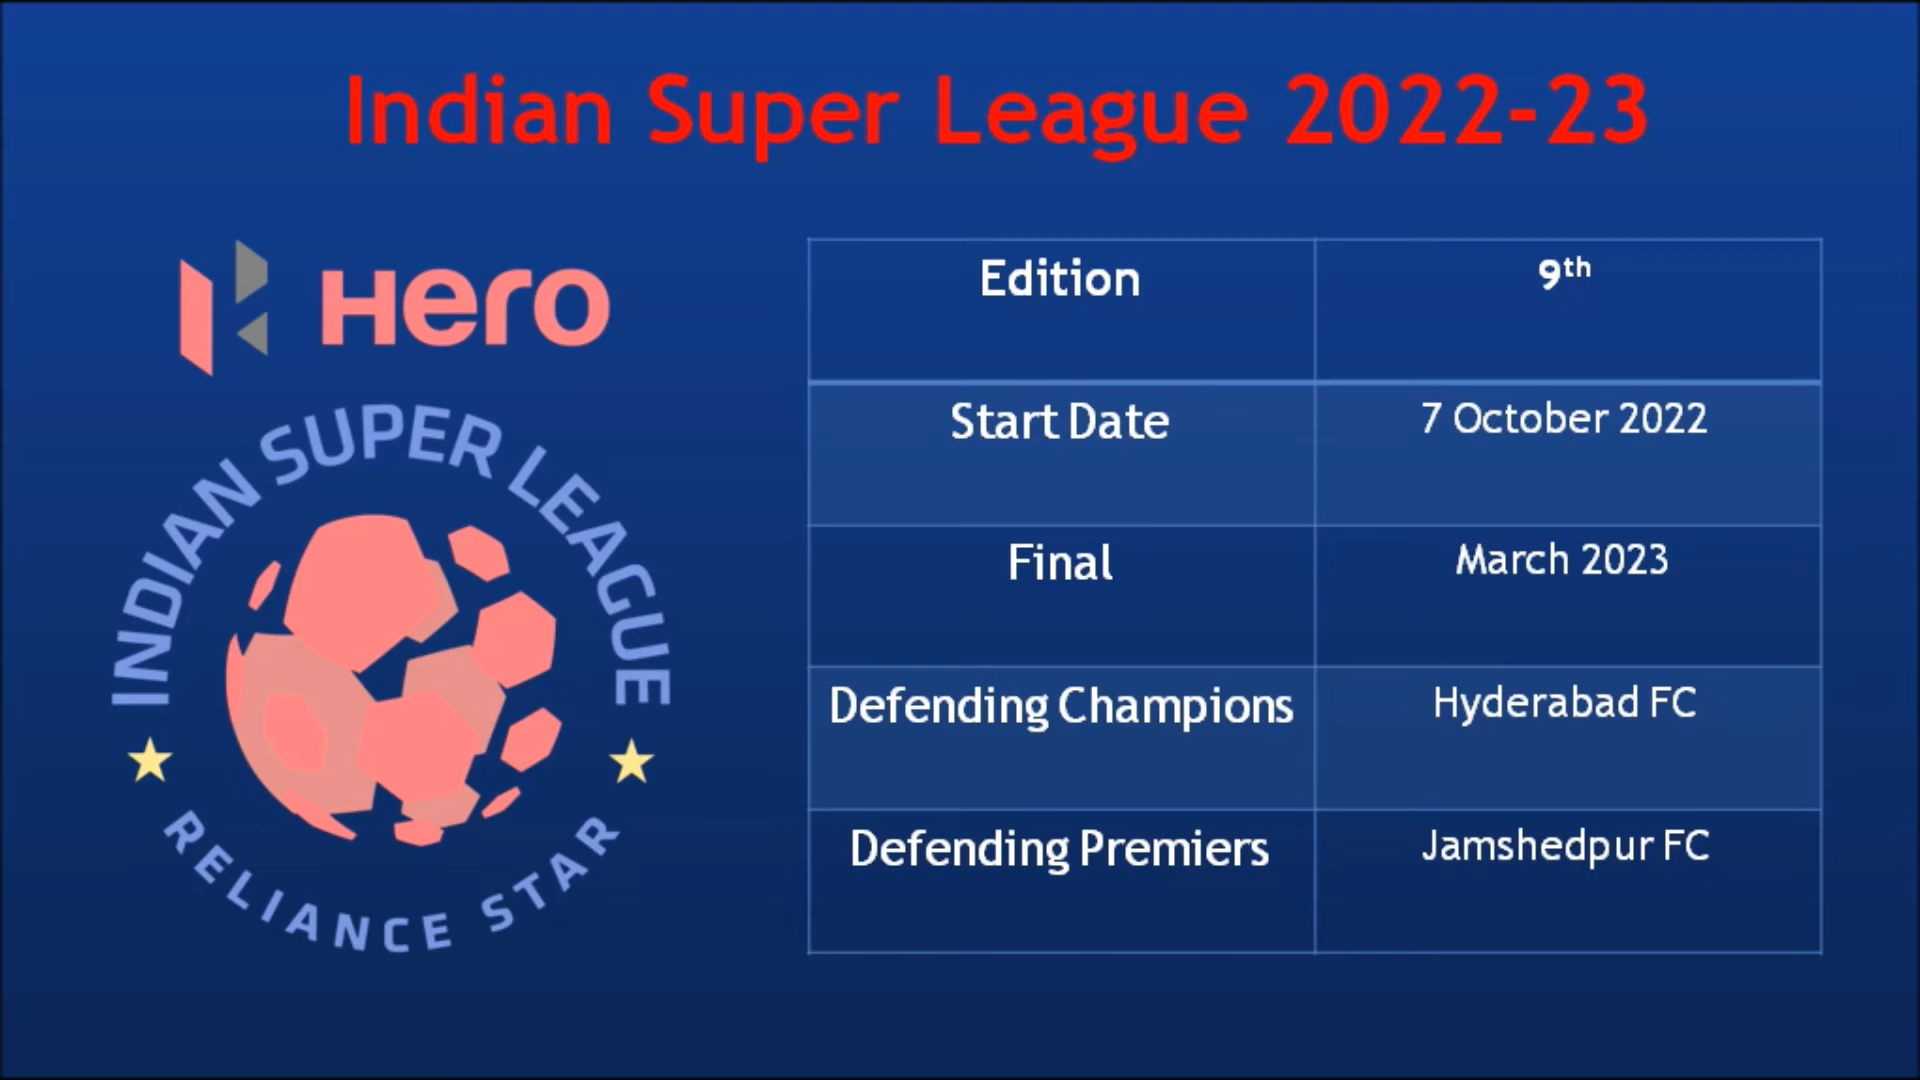 Indian Super League 2022-23
Hero
INDIAN SUPER LEAGUE
RELIANCE STAR
Edition 9th
Start Date 7 October 2022
Final March 2023
Defending Champions Hyderabad FC
Defending Premiers Jamshedpur FC